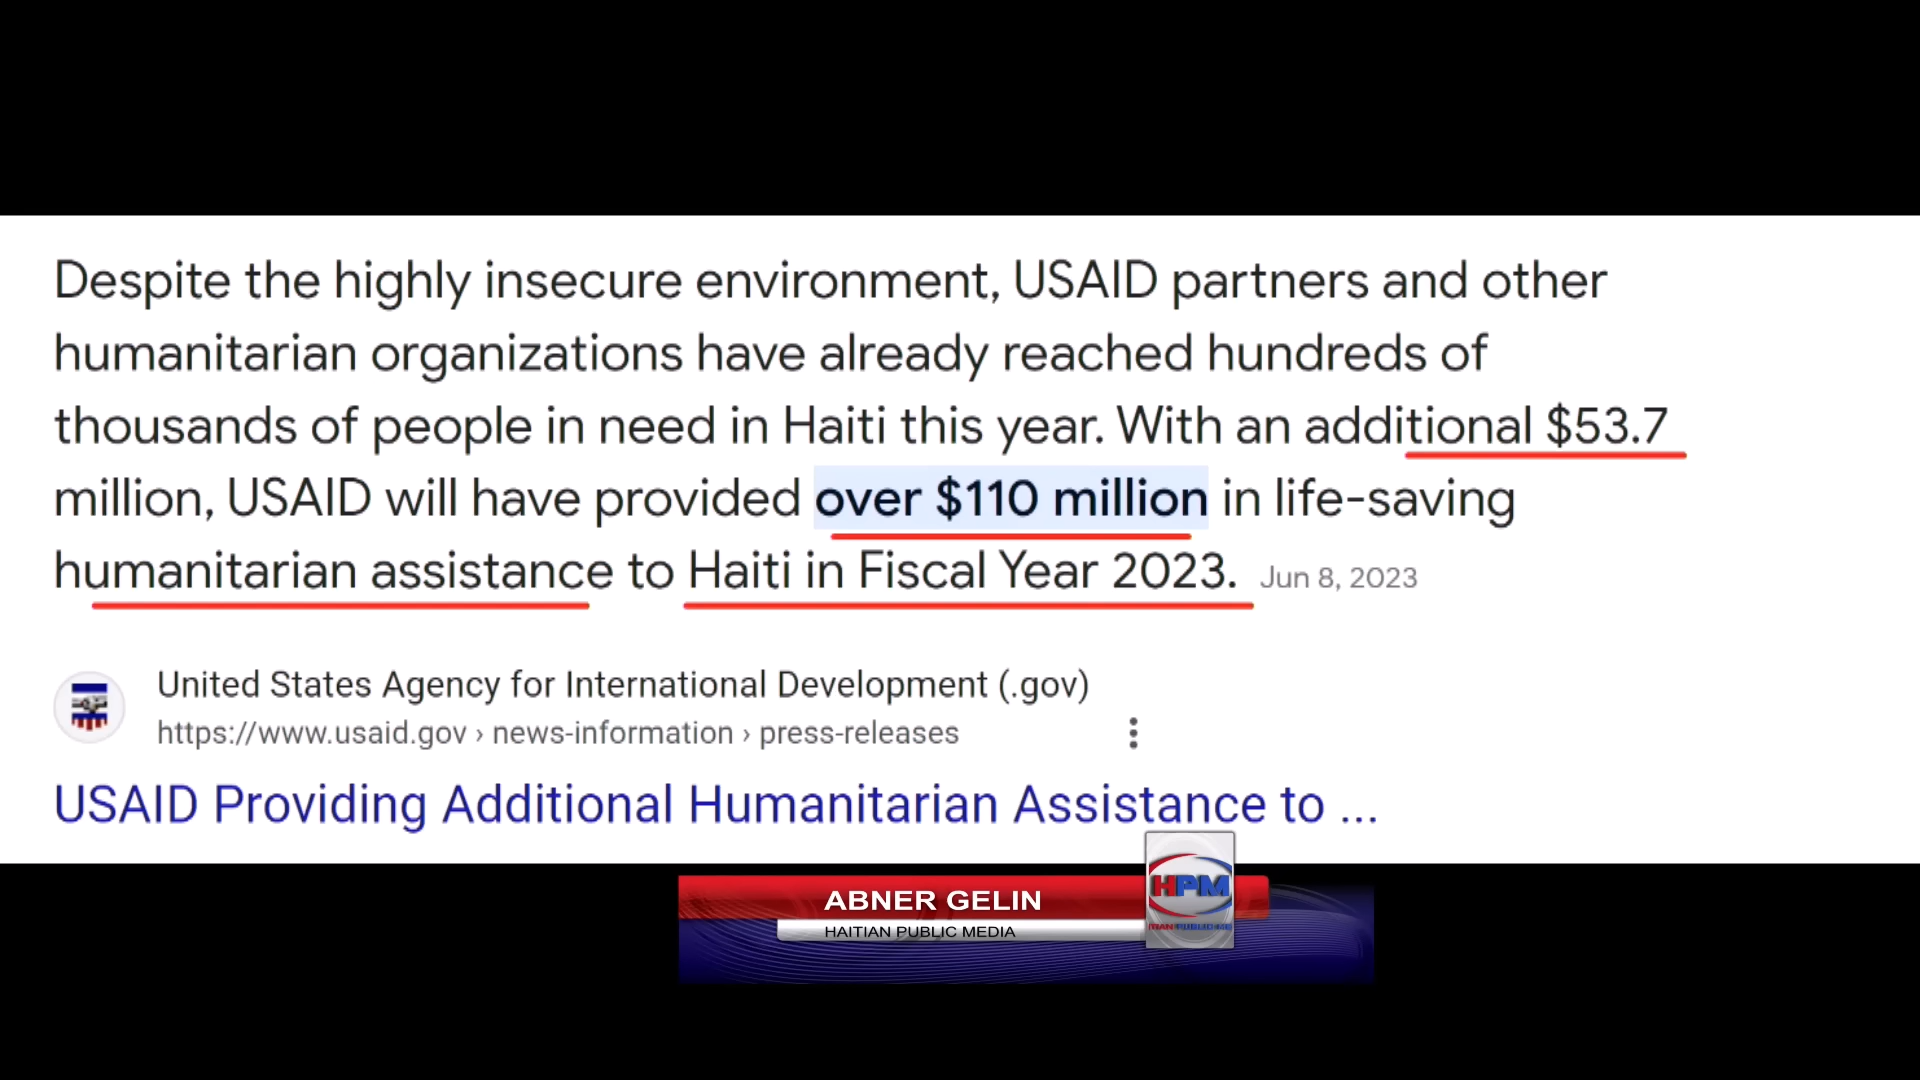 Despite the highly insecure environment, USAID partners and other
humanitarian organizations have already reached hundreds of
thousands of people in need in Haiti this year. With an additional $53.7
million, USAID will have provided over $110 million in life-saving
humanitarian assistance to Haiti in Fiscal Year 2023. Jun 8, 2023
United States Agency for International Development (.gov)
https://www.usaid.gov › news-information › press-releases
USAID Providing Additional Humanitarian Assistance to ...
ABNER GELIN
HAITIAN PUBLIC MEDIA
HPM